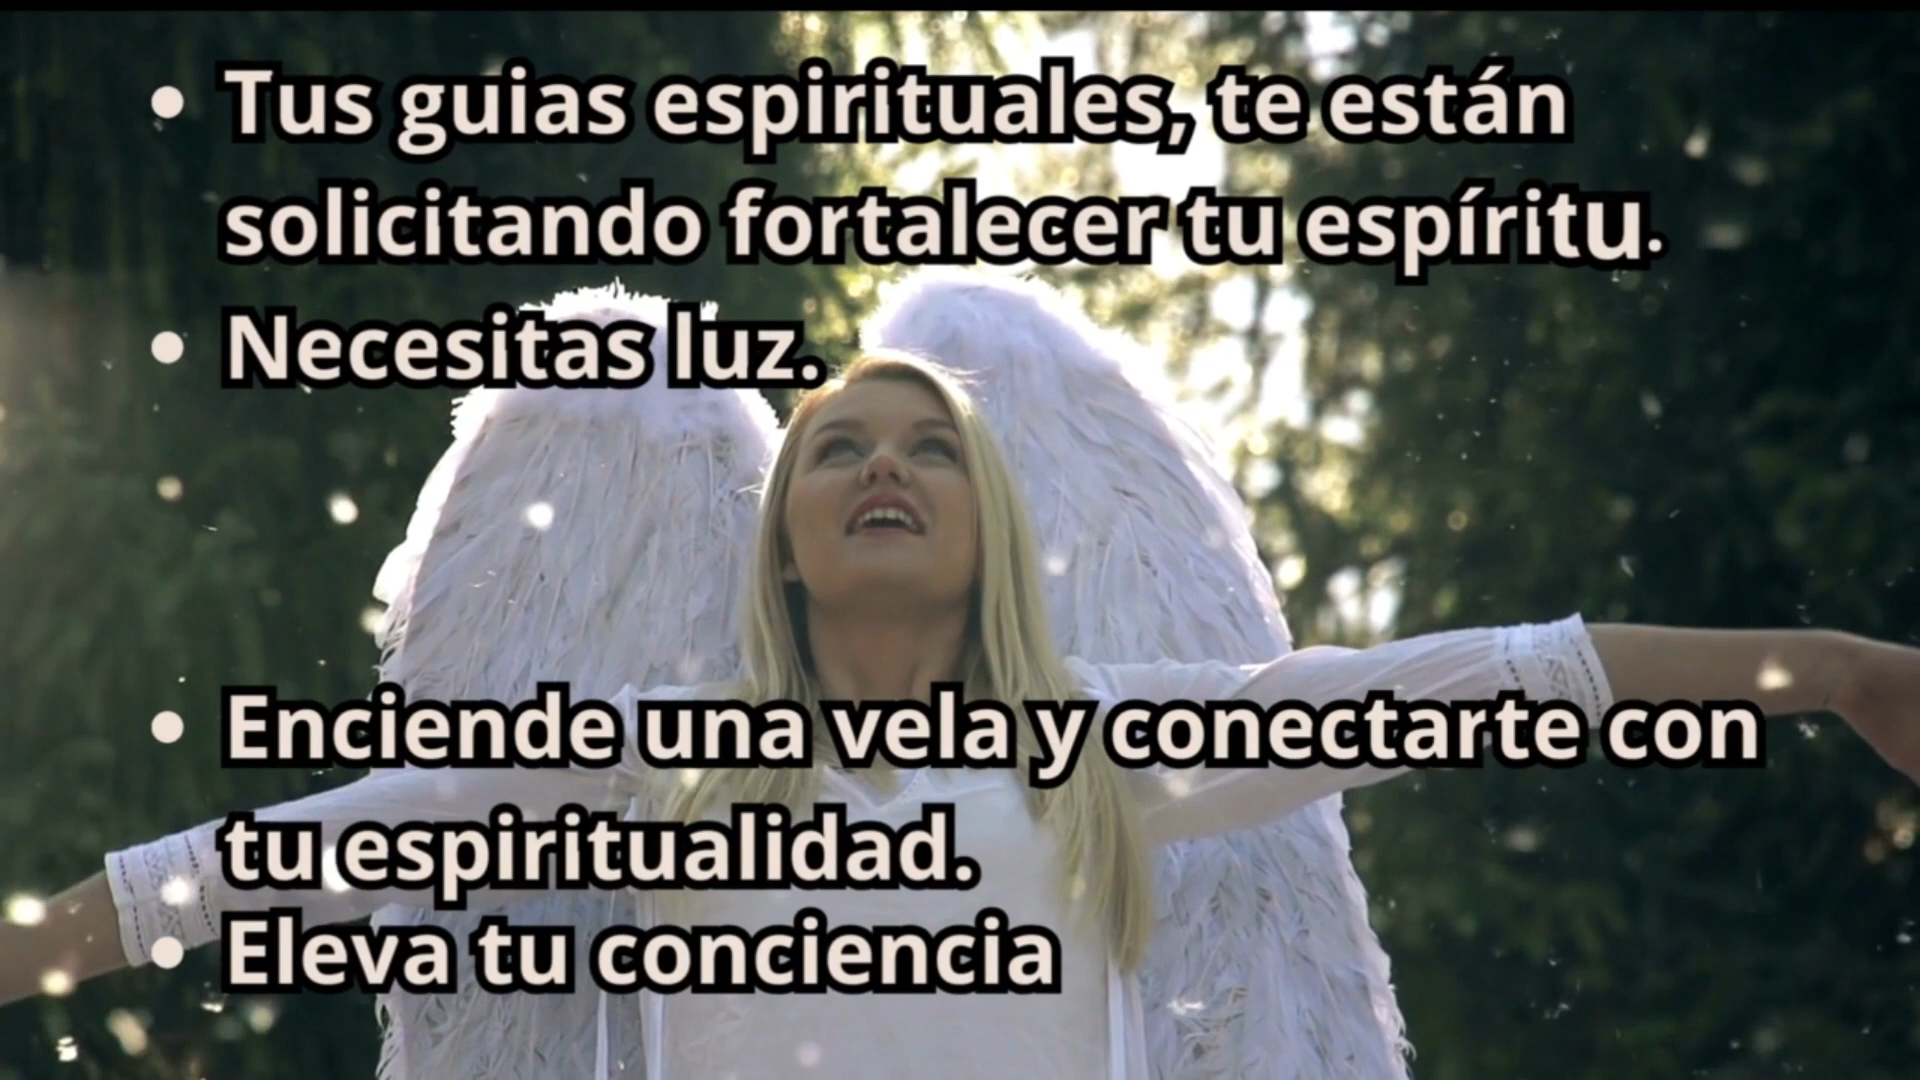 • Tus guias espirituales, te están
solicitando fortalecer tu espíritu.
• Necesitas luz.
• Enciende una vela y conectarte con
tu espiritualidad.
• Eleva tu conciencia